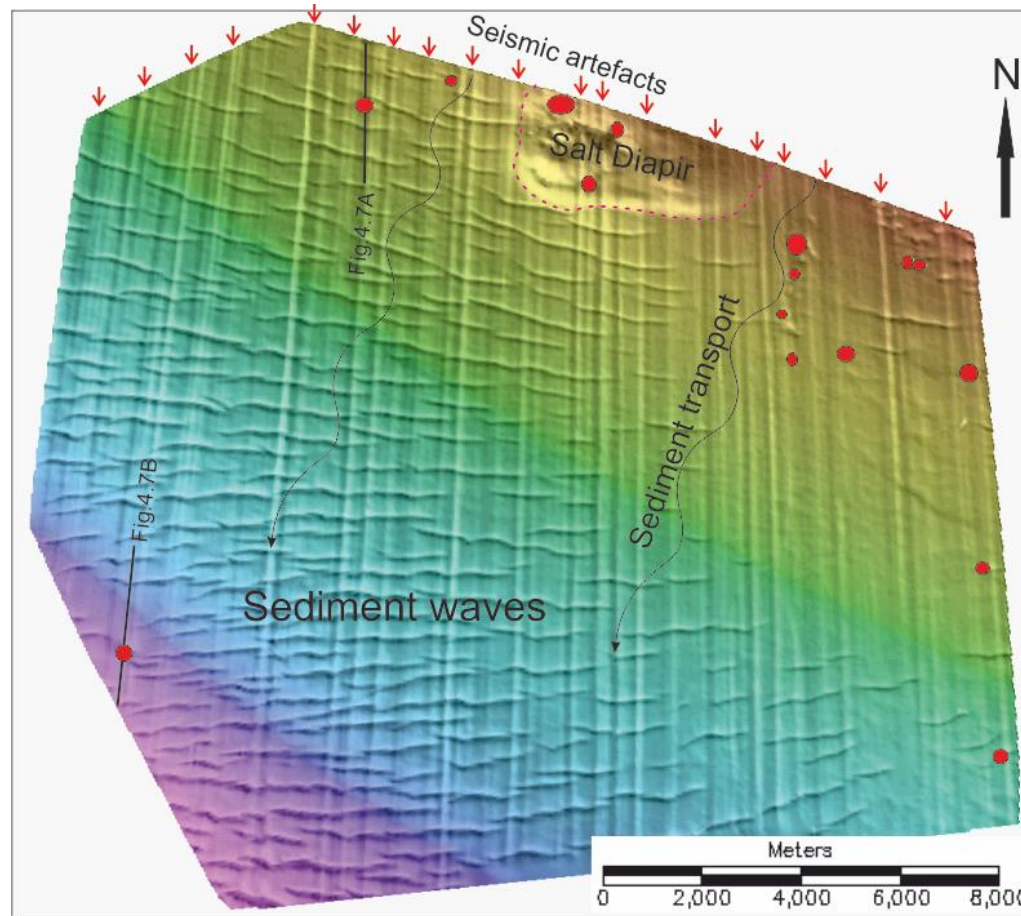 Seismic artefacts
N
Salt Diapir
Fig.4.7A
Sediment transport
Fig.4.7B
Sediment waves
Meters
0 2,000 4,000 6,000 8,000